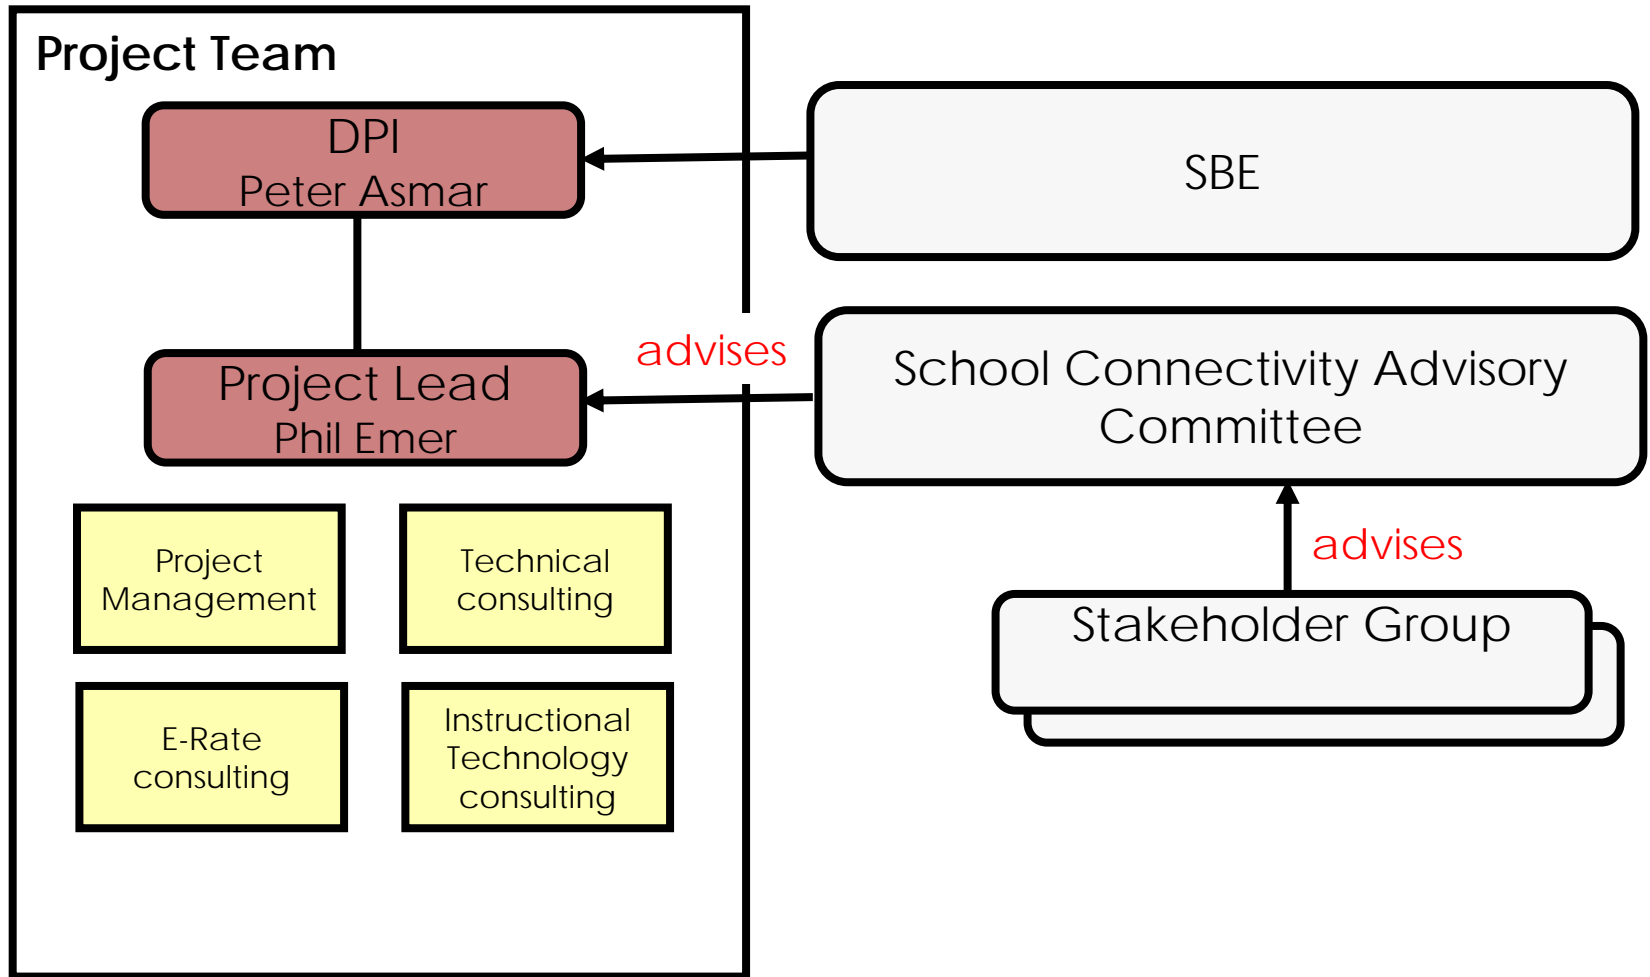 Project Team
DPI
Peter Asmar
SBE
advises
Project Lead
Phil Emer
School Connectivity Advisory
Committee
advises
Stakeholder Group
Project
Management
Technical
consulting
E-Rate
consulting
Instructional
Technology
consulting